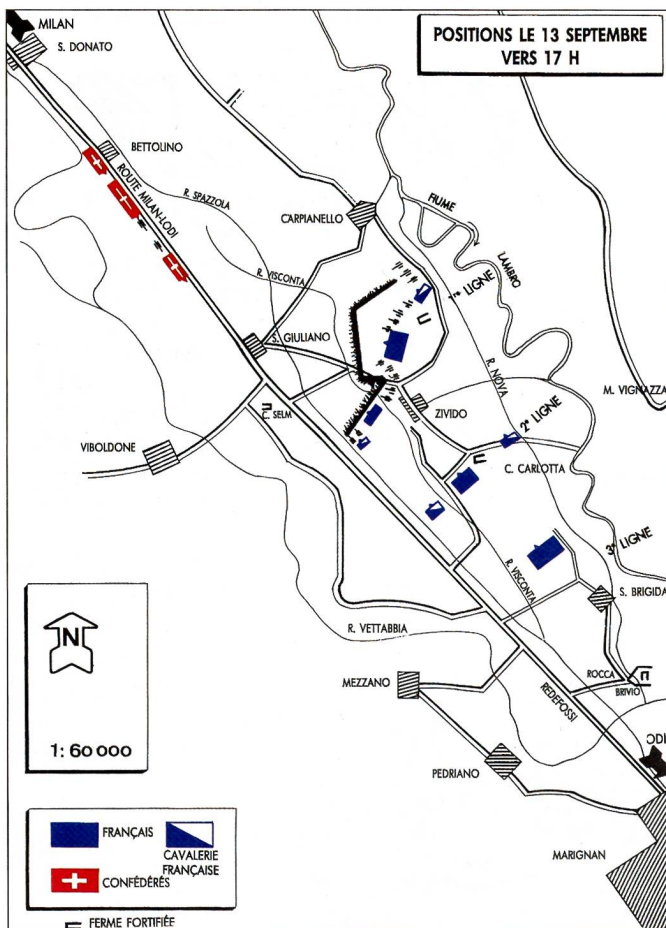 MILAN
S. DONATO
POSITIONS LE 13 SEPTEMBRE
VERS 17 H
BETTOLINO
ROUTE MILAN-LODI
R. SPAZZOLA
CARPIANELLO
FIUME
LAMBRO
1re LIGNE
R. VISCONTA
S. GIULIANO
R. NOVA
M. VIGNAZZA
C. SELM
ZIVIDO
2e LIGNE
VIBOLDONE
C. CARLOTTA
3e LIGNE
R. VISCONTA
S. BRIGIDA
N
R. VETTABBIA
ROCCA
BRIVIO
MEZZANO
REDEFOSSI
1: 60 000
PEDRIANO
MARIGNAN
FRANÇAIS
CAVALERIE
FRANÇAISE
CONFÉDÉRÉS
FERME FORTIFIÉE